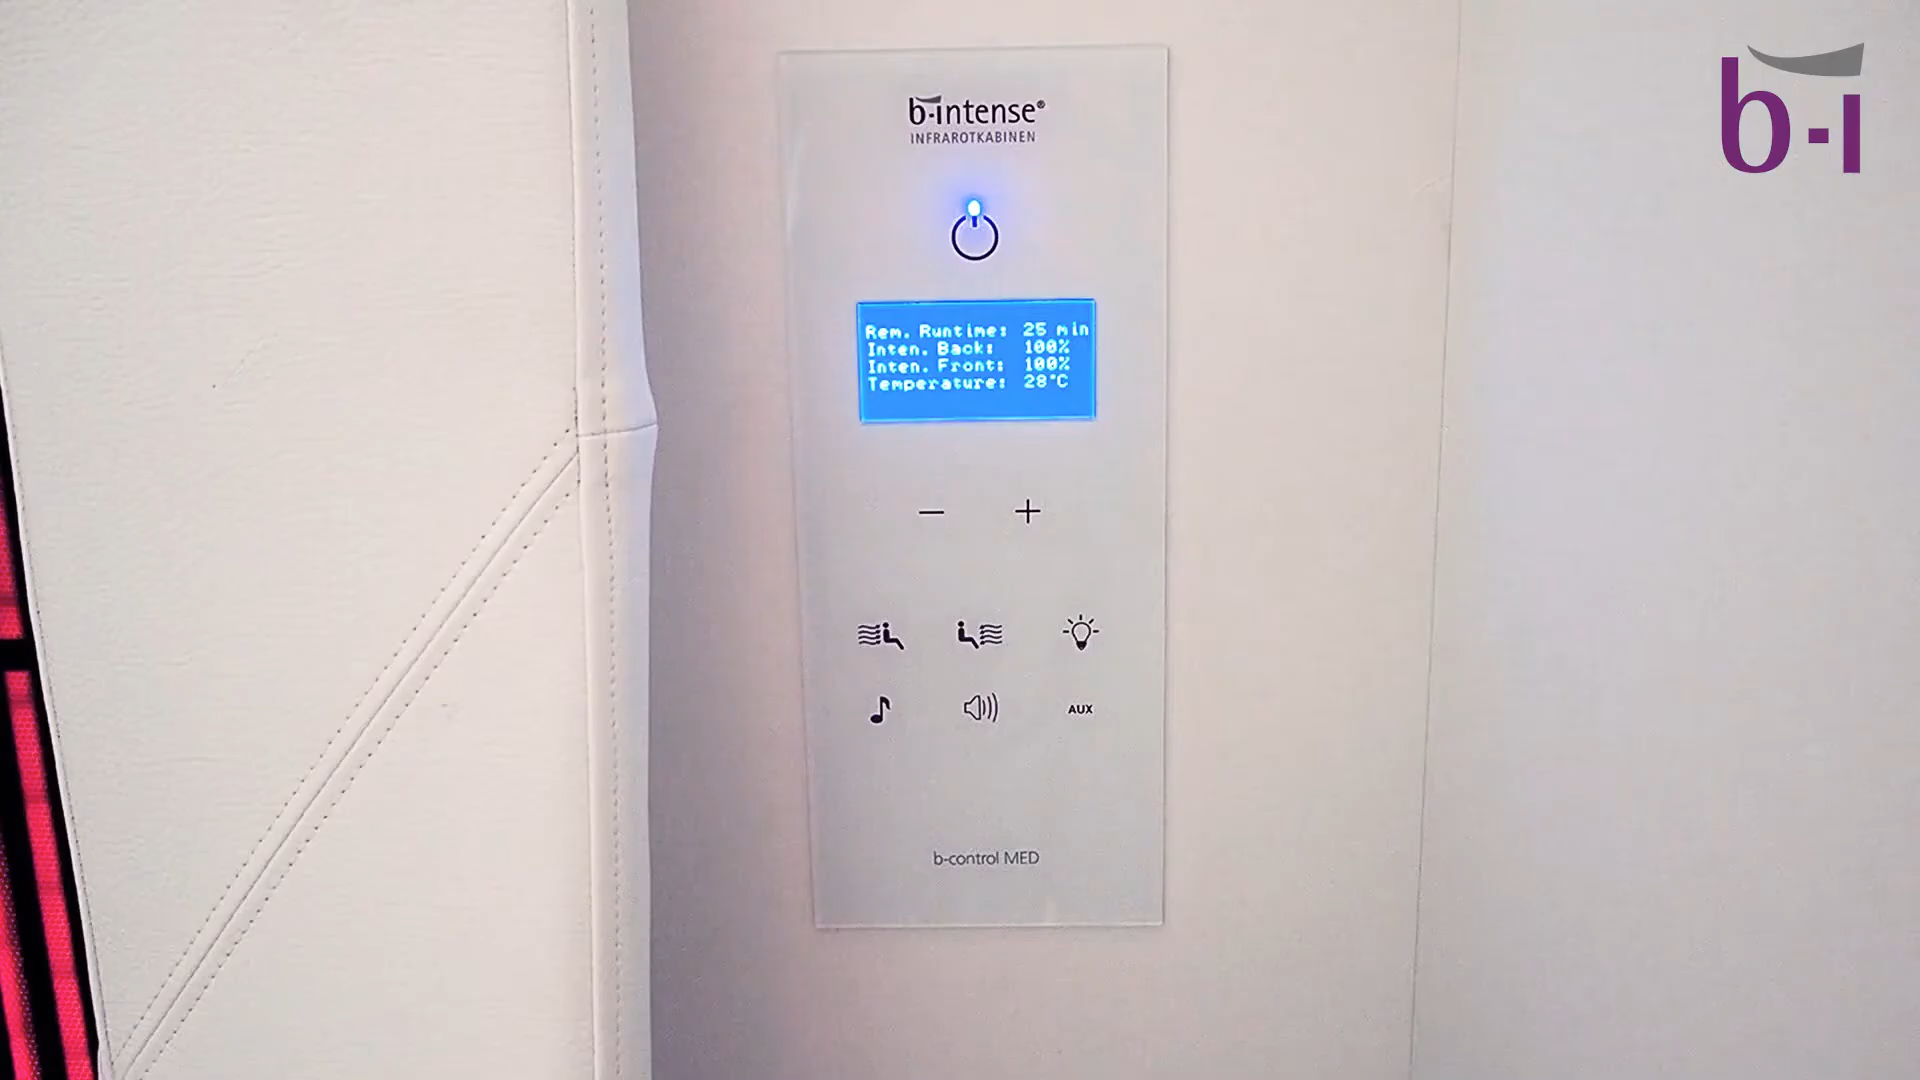 b-intense®
INFRAROTKABINEN
b-i
Rem. Runtime: 25 min
Inten. Back: 100%
Inten. Front: 100%
Temperature: 28°C
− +
AUX
b-control MED